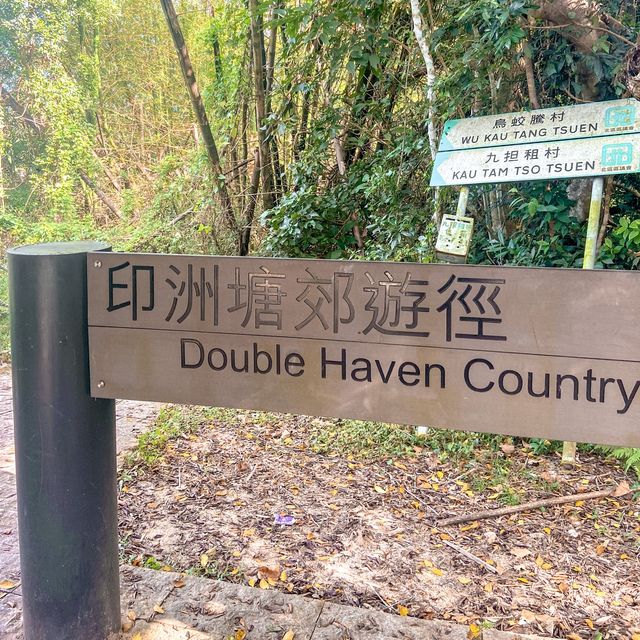 烏蛟騰村
WU KAU TANG TSUEN
九担租村
KAU TAM TSO TSUEN
印洲塘郊遊徑
Double Haven Country